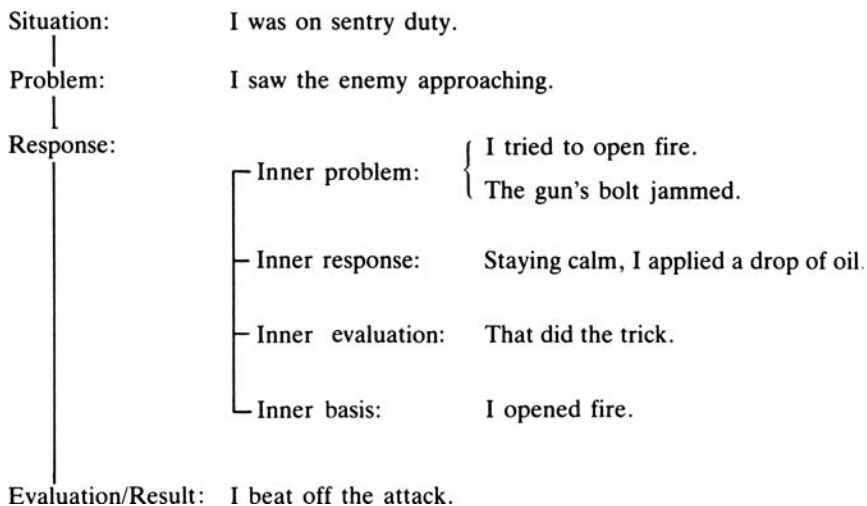 Situation: I was on sentry duty.
Problem: I saw the enemy approaching.
Response:
I tried to open fire.
Inner problem:
The gun's bolt jammed.
Inner response: Staying calm, I applied a drop of oil.
Inner evaluation: That did the trick.
Inner basis: I opened fire.
Evaluation/Result: I beat off the attack.